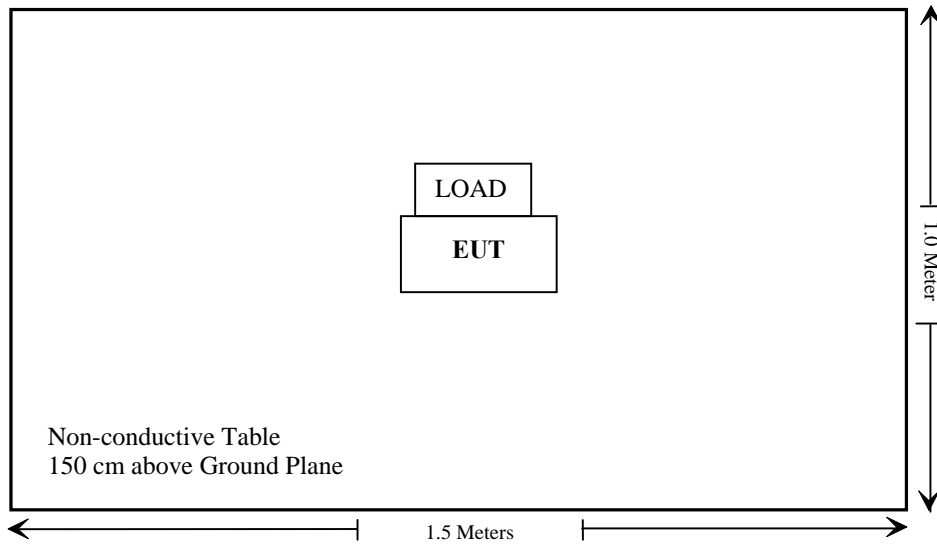 LOAD
EUT
1.0 Meter
Non-conductive Table
150 cm above Ground Plane
1.5 Meters